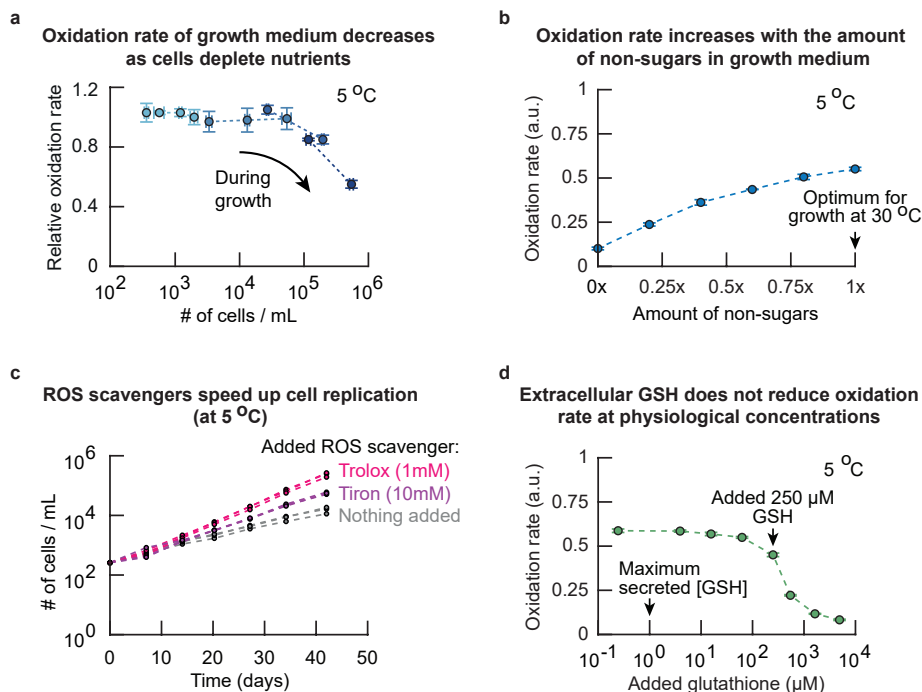 a
Oxidation rate of growth medium decreases
as cells deplete nutrients
5 °C
Relative oxidation rate
1.2
0.8
0.4
0
During
growth
10² 10³ 10⁴ 10⁵ 10⁶
# of cells / mL
b
Oxidation rate increases with the amount
of non-sugars in growth medium
5 °C
Oxidation rate (a.u.)
1
0.75
0.5
0.25
0
Optimum for
growth at 30 °C
0x 0.25x 0.5x 0.75x 1x
Amount of non-sugars
c
ROS scavengers speed up cell replication
(at 5 °C)
Added ROS scavenger:
Trolox (1mM)
Tiron (10mM)
Nothing added
# of cells / mL
10⁶
10⁴
10²
10⁰
0 10 20 30 40 50
Time (days)
d
Extracellular GSH does not reduce oxidation
rate at physiological concentrations
5 °C
Oxidation rate (a.u.)
1
0.75
0.5
0.25
0
Added 250 µM
GSH
Maximum
secreted [GSH]
10⁻¹ 10⁰ 10¹ 10² 10³ 10⁴
Added glutathione (µM)